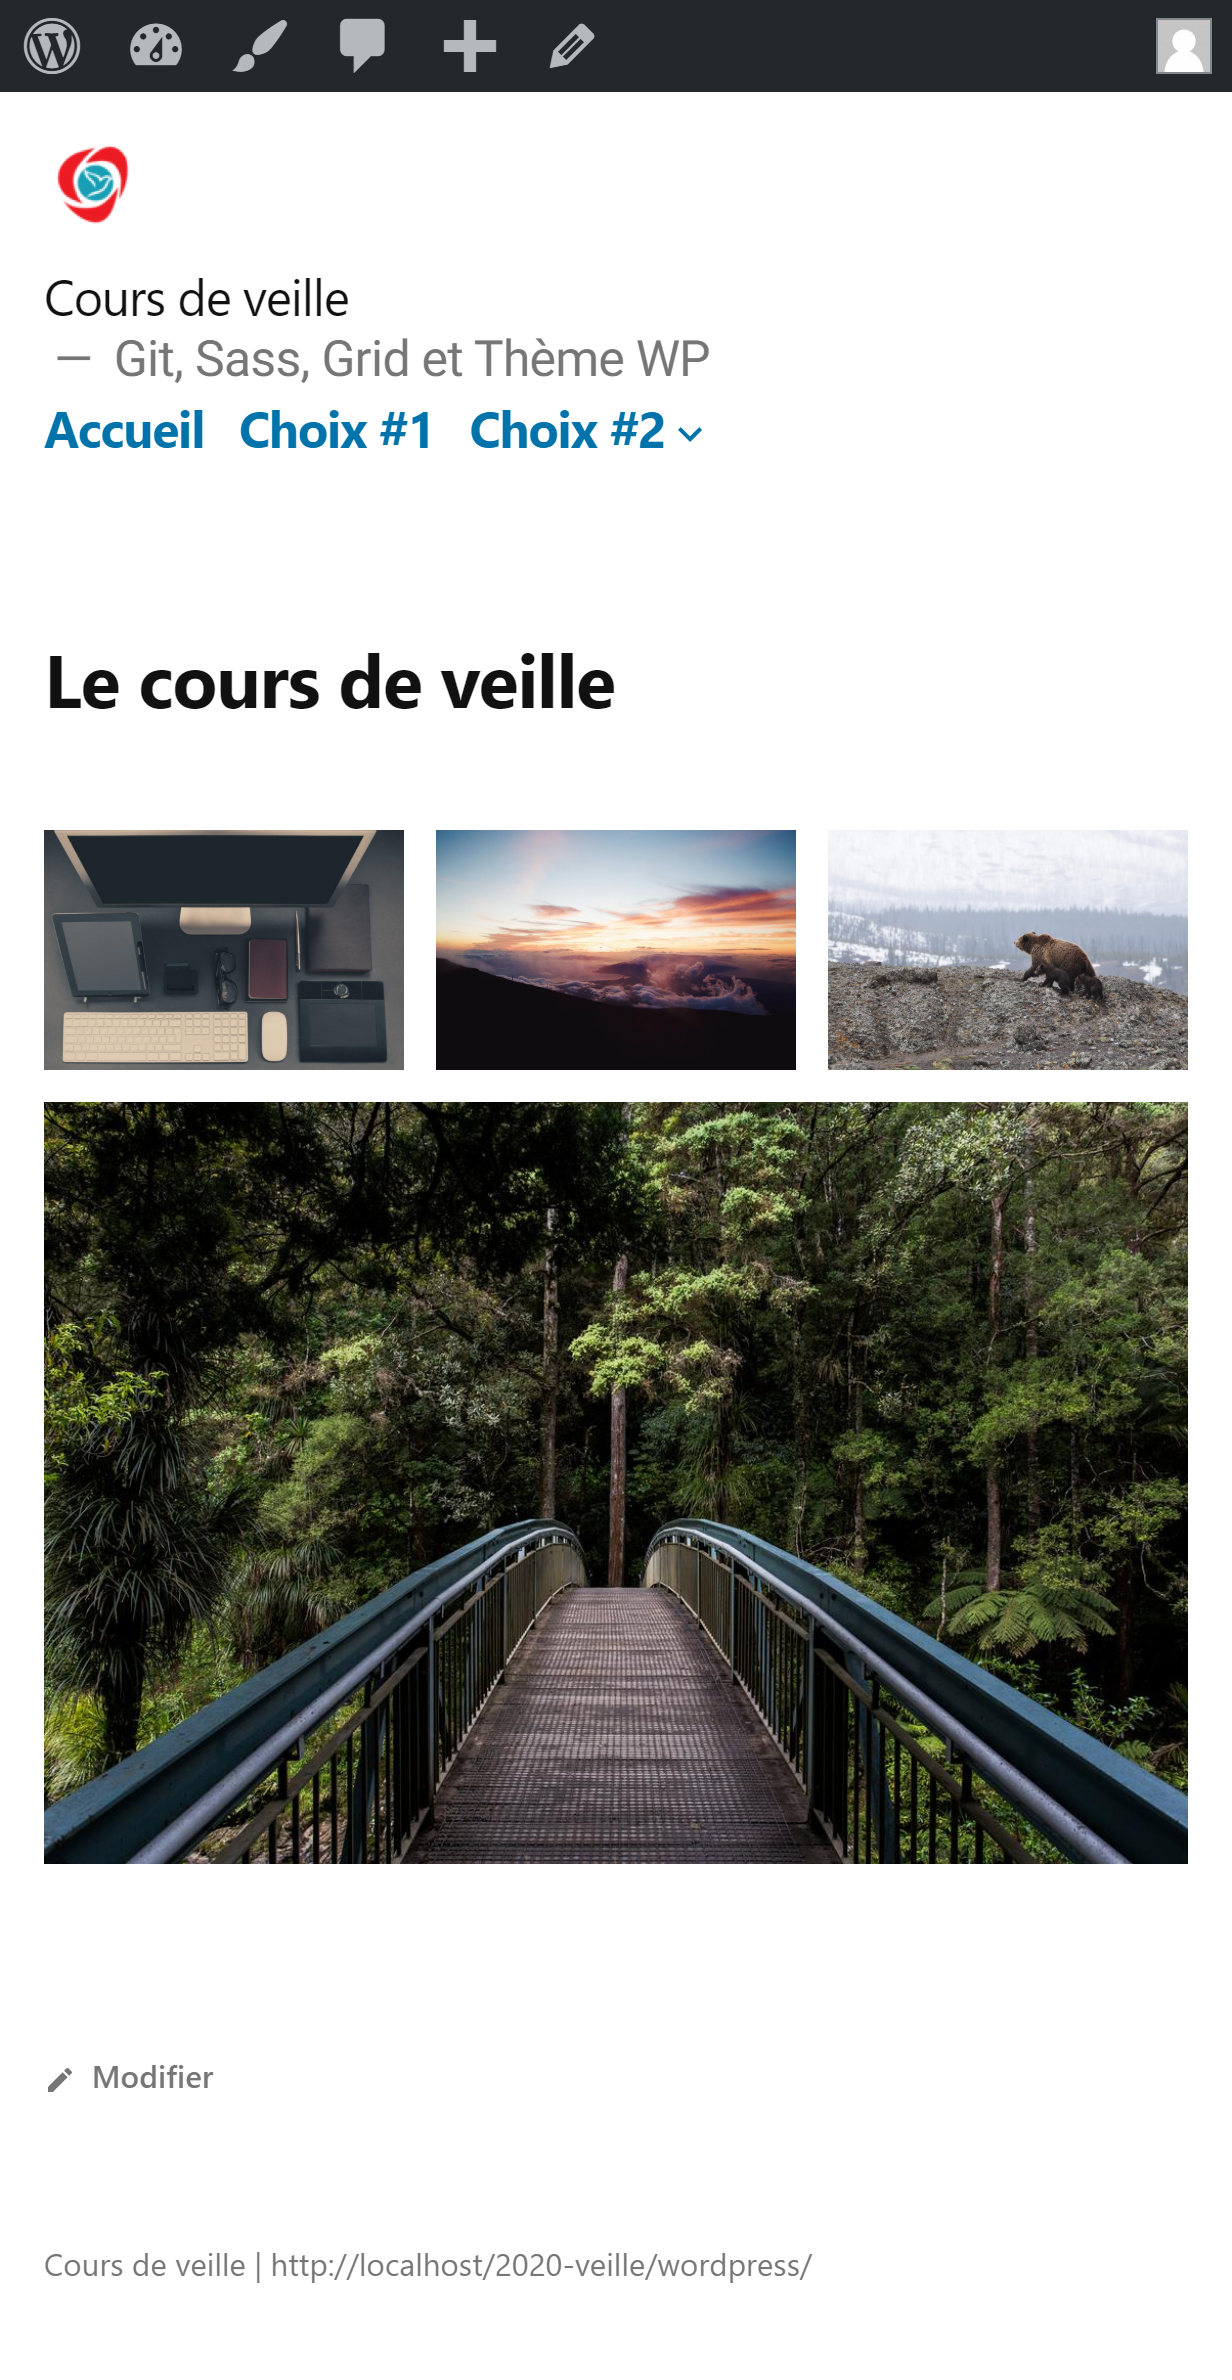 Cours de veille
— Git, Sass, Grid et Thème WP
Accueil Choix #1 Choix #2
Le cours de veille
Modifier
Cours de veille | http://localhost/2020-veille/wordpress/